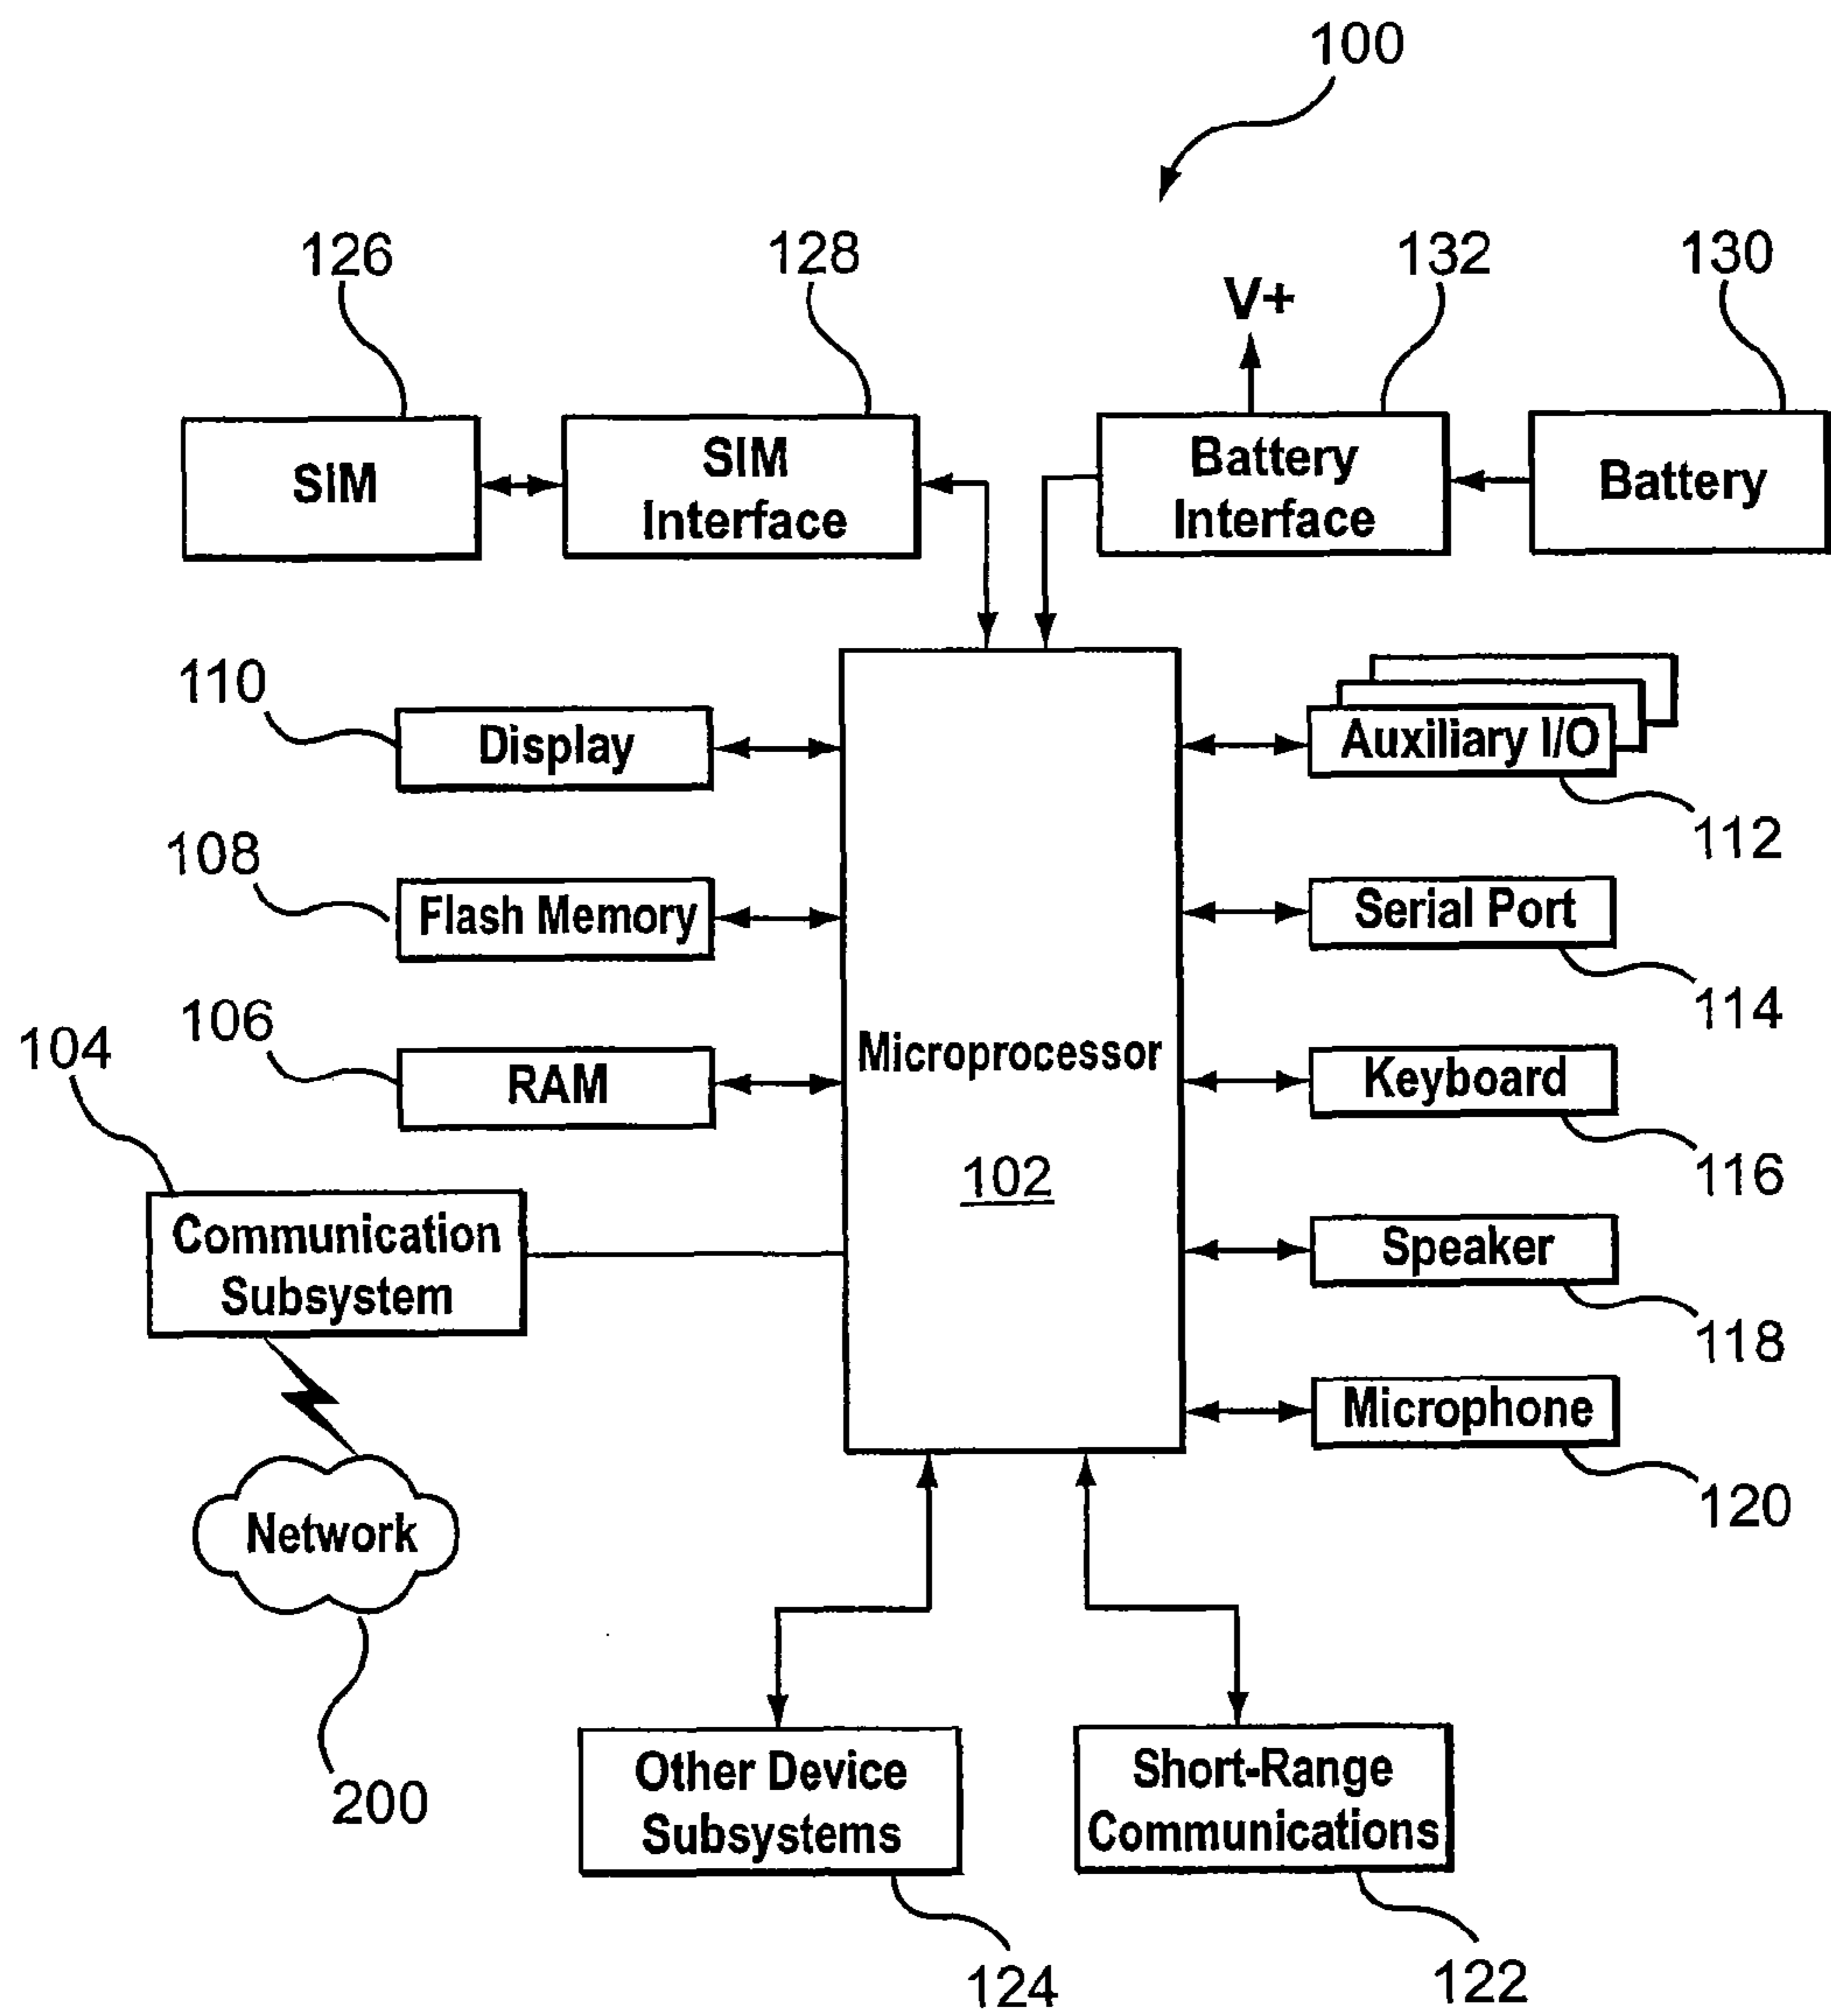 100
126
128
132
130
V+
SIM
SIM
Interface
Battery
Interface
Battery
110
Display
Auxiliary I/O
112
108
Flash Memory
Serial Port
114
104
106
RAM
Microprocessor
102
Keyboard
116
Communication
Subsystem
Speaker
118
Microphone
120
Network
200
Other Device
Subsystems
124
Short-Range
Communications
122